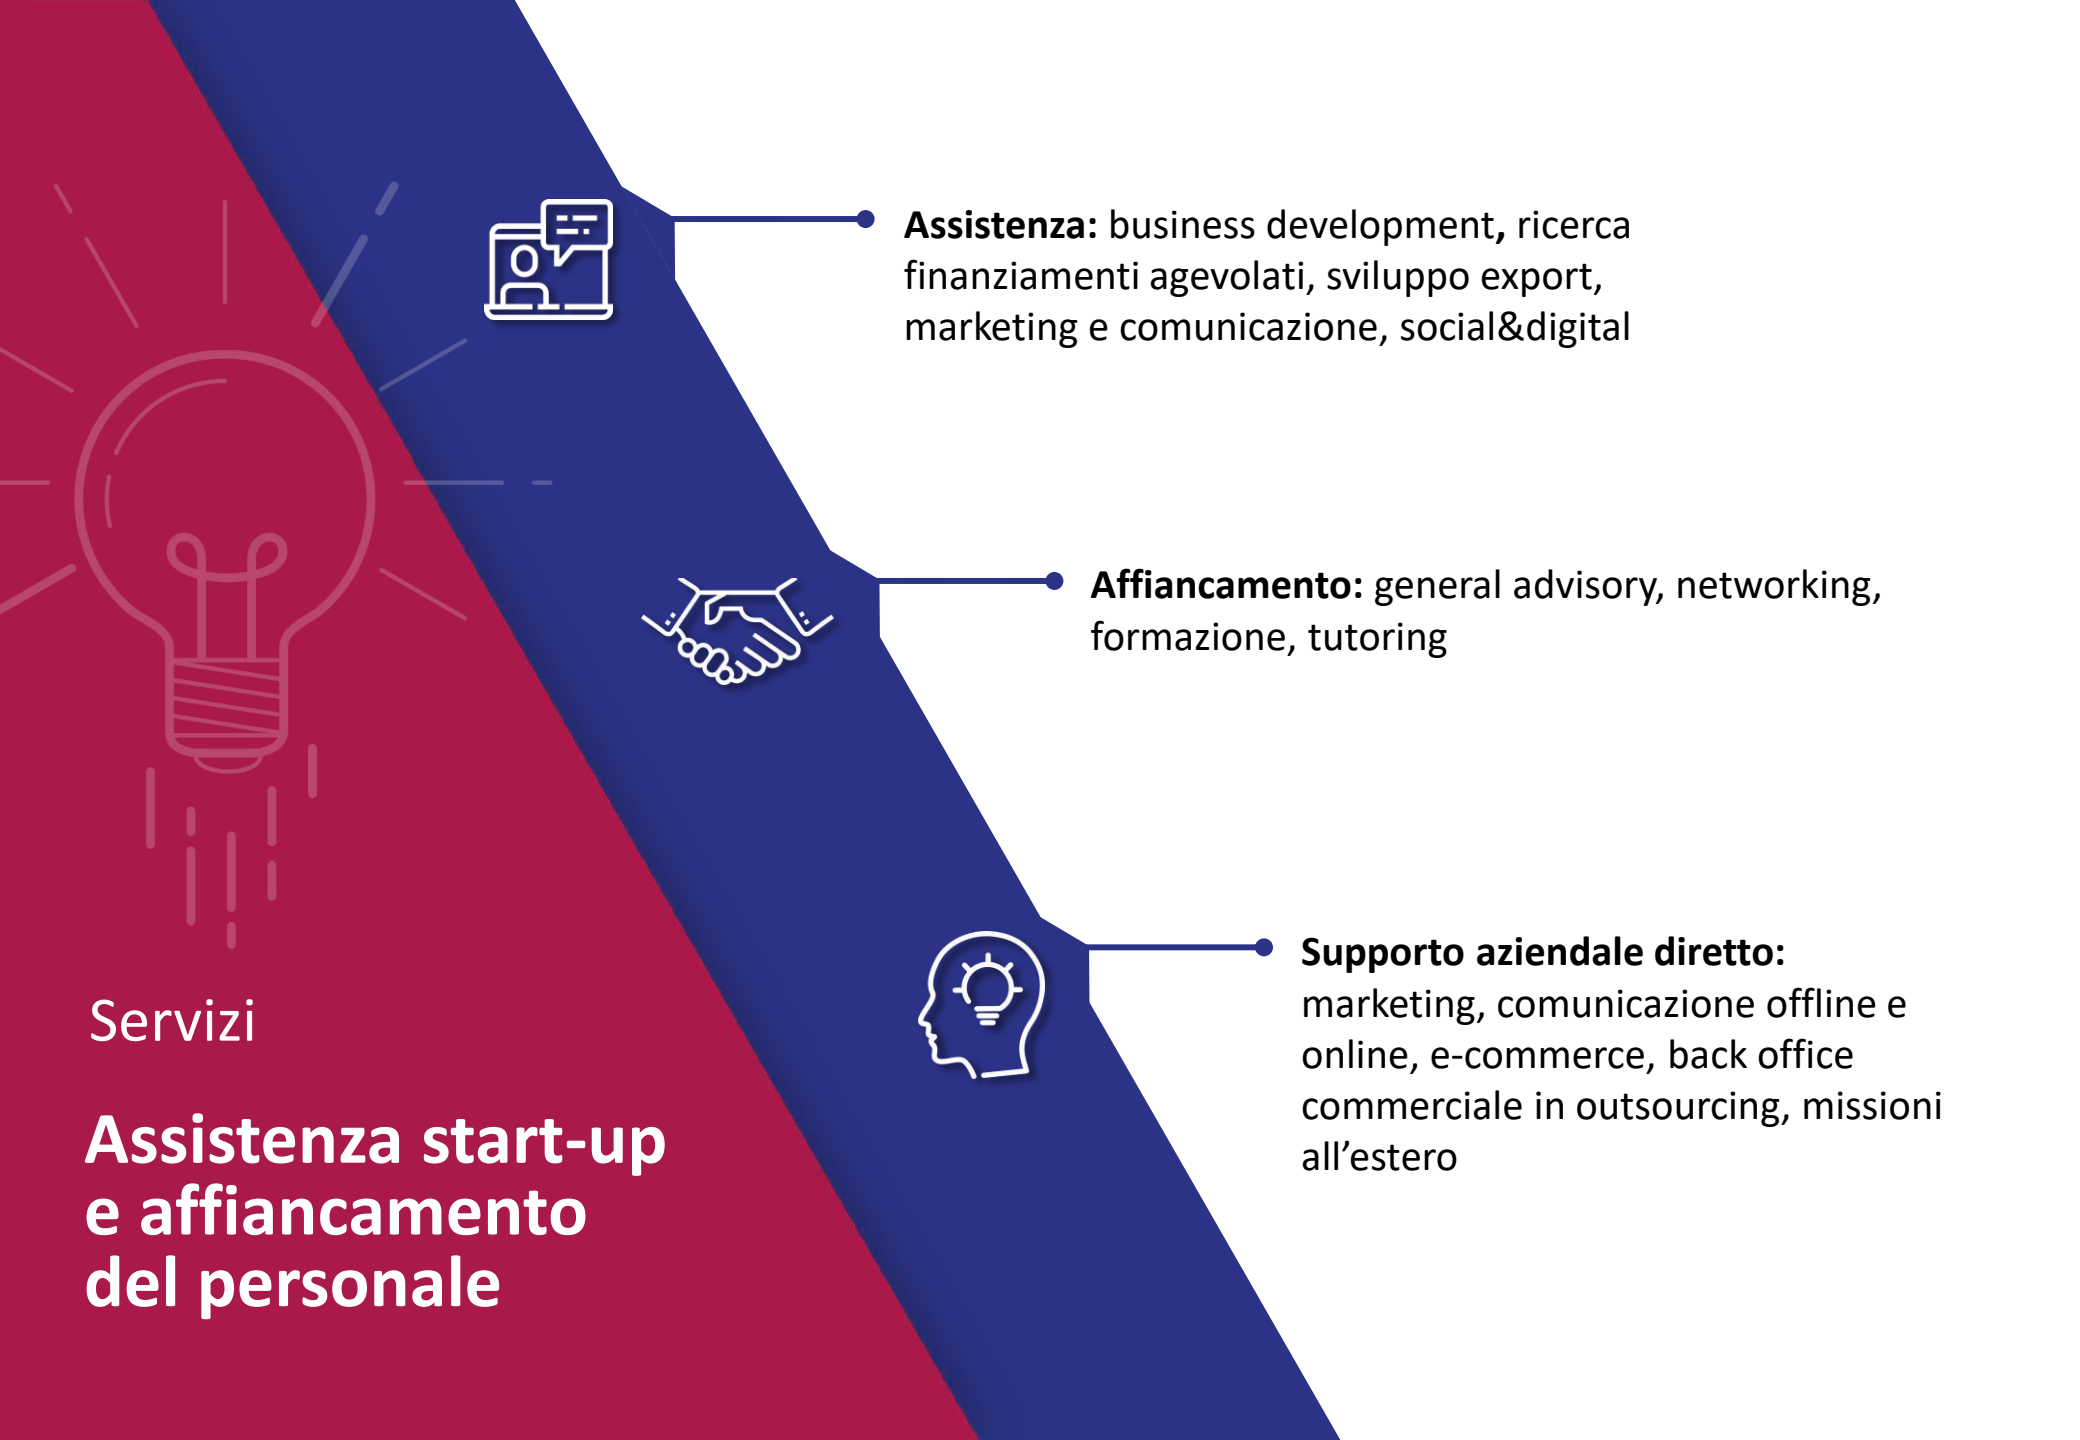 Servizi
Assistenza start-up
e affiancamento
del personale
Assistenza: business development, ricerca
finanziamenti agevolati, sviluppo export,
marketing e comunicazione, social&digital
Affiancamento: general advisory, networking,
formazione, tutoring
Supporto aziendale diretto:
marketing, comunicazione offline e
online, e-commerce, back office
commerciale in outsourcing, missioni
all’estero